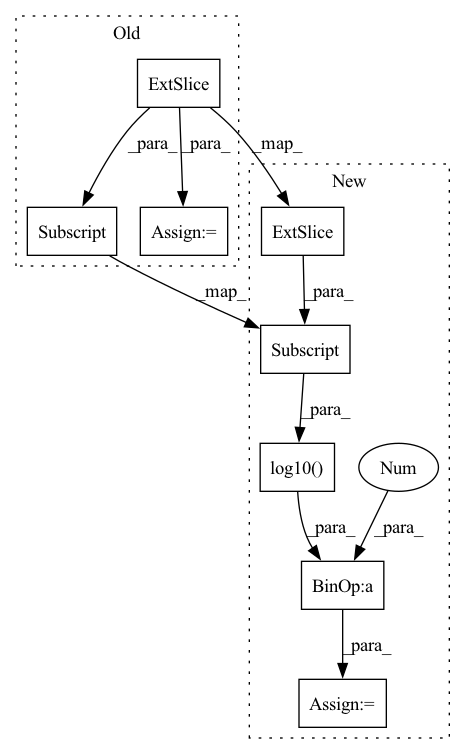 Old
ExtSlice
_para_
_para_
_map_
New
Subscript
Assign:=
ExtSlice
_map_
_para_
Subscript
_para_
log10()
Num
_para_
_para_
BinOp:a
_para_
Assign:=